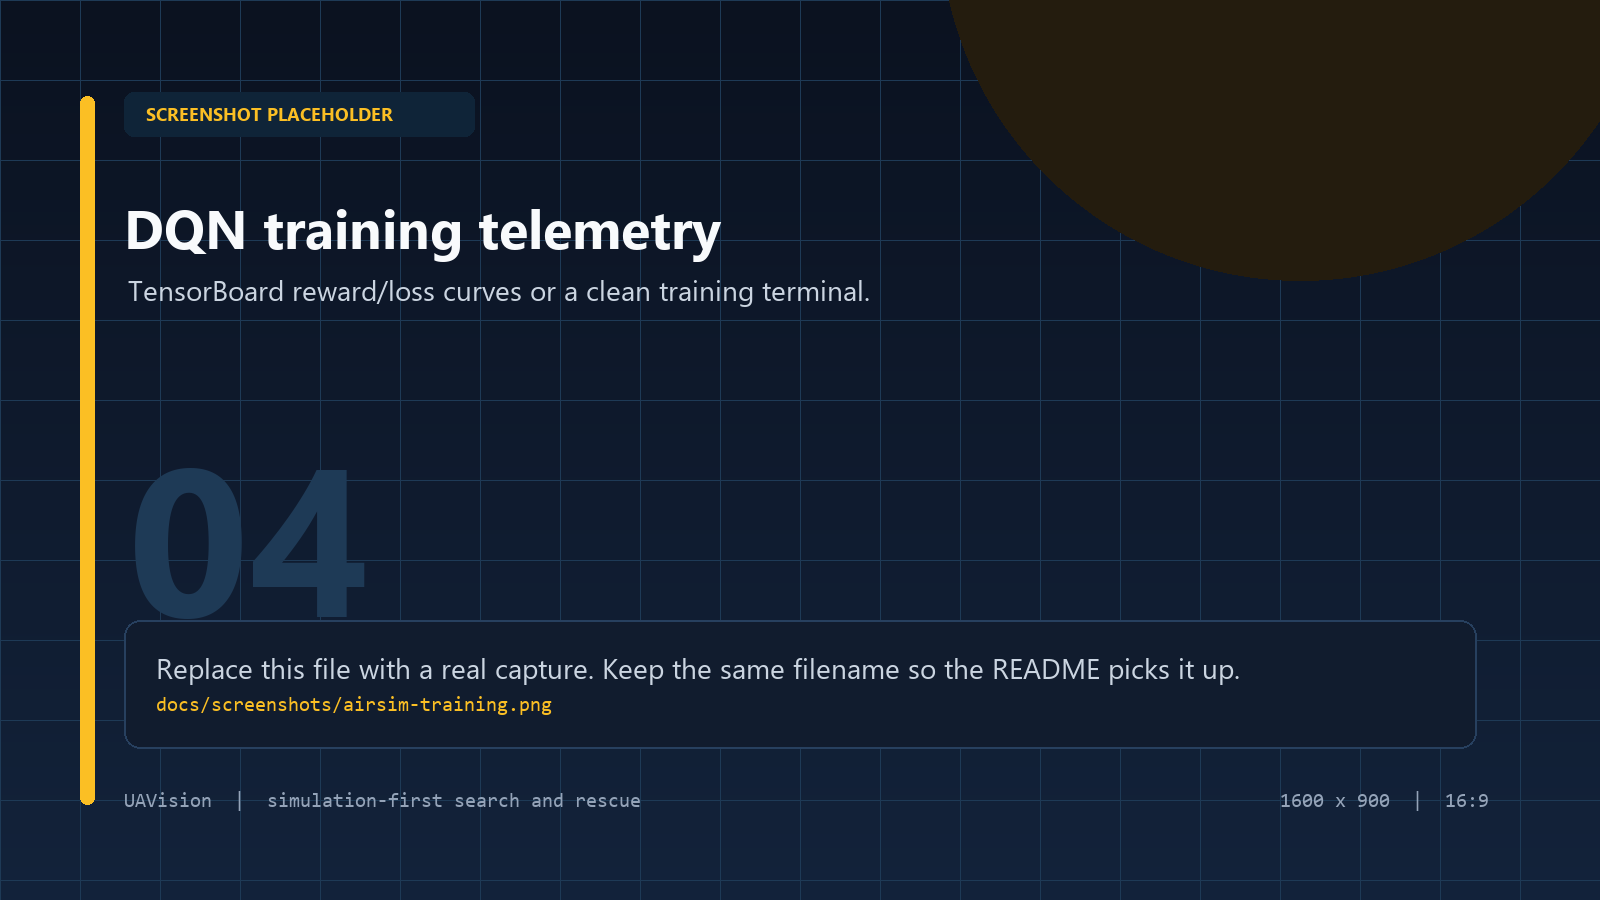 SCREENSHOT PLACEHOLDER
DQN training telemetry
TensorBoard reward/loss curves or a clean training terminal.
04
Replace this file with a real capture. Keep the same filename so the README picks it up.
docs/screenshots/airsim-training.png
UAVision | simulation-first search and rescue
1600 x 900 | 16:9